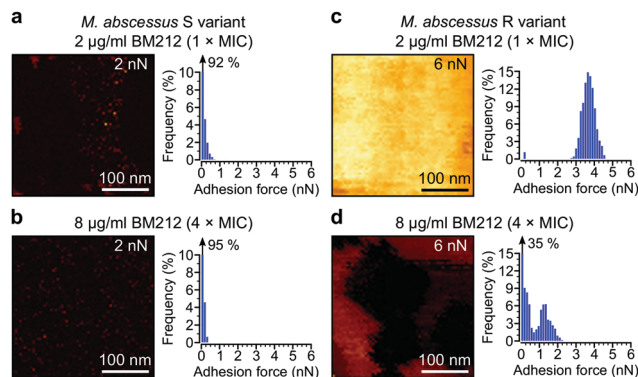 a
M. abscessus S variant
2 µg/ml BM212 (1 × MIC)
2 nN
100 nm
92 %
Frequency (%)
10
8
6
4
2
0
0 1 2 3 4 5 6
Adhesion force (nN)
c
M. abscessus R variant
2 µg/ml BM212 (1 × MIC)
6 nN
100 nm
Frequency (%)
15
12
9
6
3
0
0 1 2 3 4 5 6
Adhesion force (nN)
b
8 µg/ml BM212 (4 × MIC)
2 nN
100 nm
95 %
Frequency (%)
10
8
6
4
2
0
0 1 2 3 4 5 6
Adhesion force (nN)
d
8 µg/ml BM212 (4 × MIC)
6 nN
100 nm
35 %
Frequency (%)
15
12
9
6
3
0
0 1 2 3 4 5 6
Adhesion force (nN)